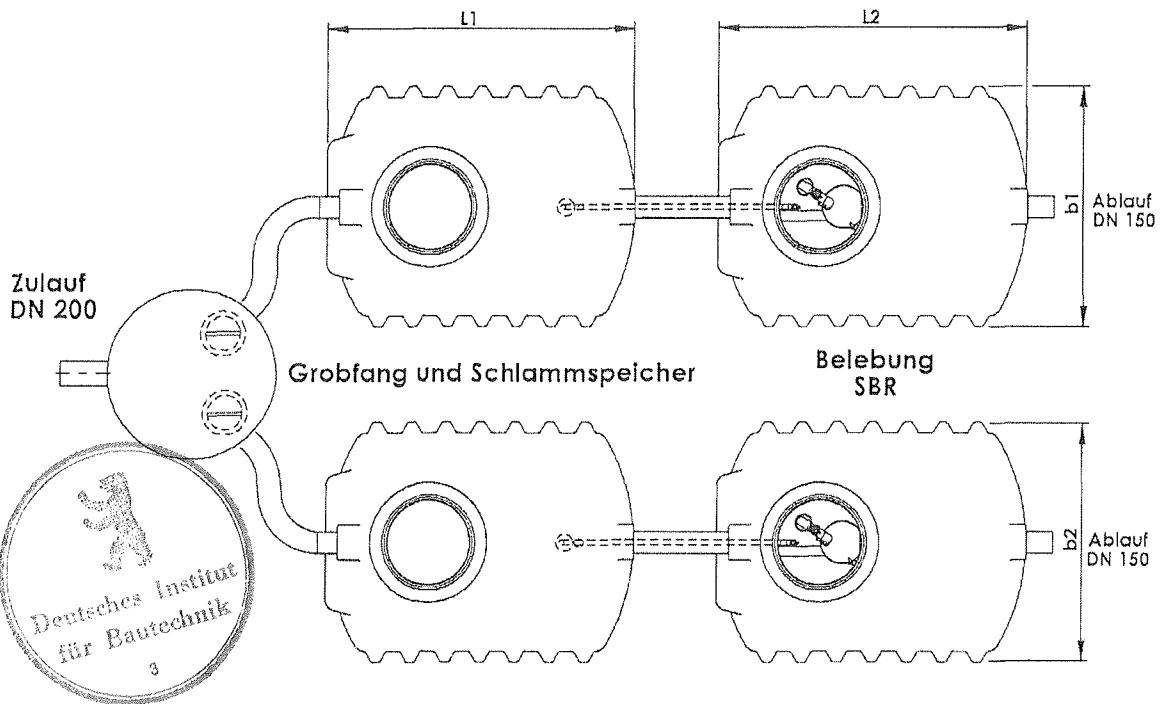 L1
L2
Zulauf
DN 200
b1
Ablauf
DN 150
Grobfang und Schlammspeicher
Belebung
SBR
b2
Ablauf
DN 150
Deutsches Institut
für Bautechnik
3